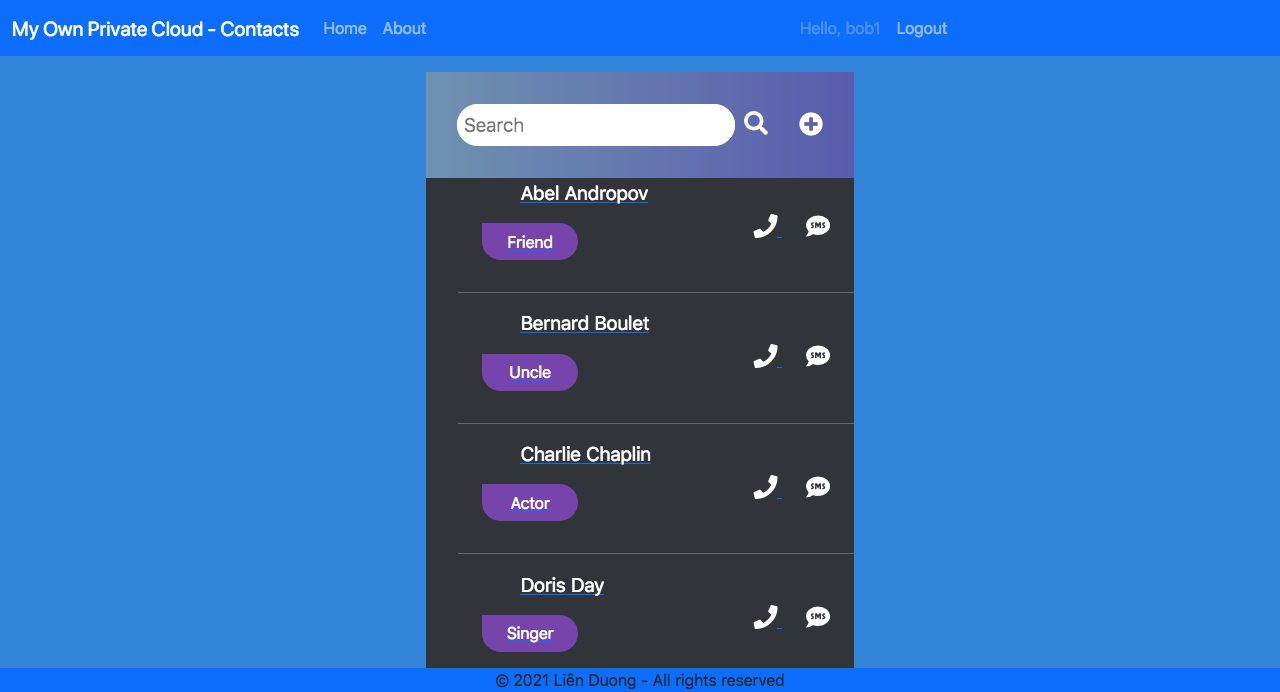 My Own Private Cloud - Contacts Home About Hello, bob1 Logout
Search
Abel Andropov
Friend
SMS
Bernard Boulet
Uncle
SMS
Charlie Chaplin
Actor
SMS
Doris Day
Singer
SMS
© 2021 Liên Duong - All rights reserved